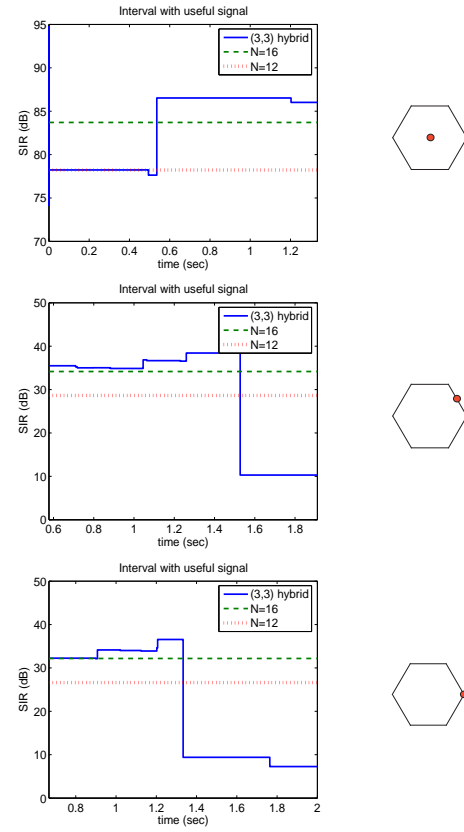 Interval with useful signal
95
90
85
80
75
70
SIR (dB)
(3,3) hybrid
N=16
N=12
0 0.2 0.4 0.6 0.8 1 1.2
time (sec)
Interval with useful signal
50
40
30
20
10
0
SIR (dB)
(3,3) hybrid
N=16
N=12
0.6 0.8 1 1.2 1.4 1.6 1.8
time (sec)
Interval with useful signal
50
40
30
20
10
0
SIR (dB)
(3,3) hybrid
N=16
N=12
0.8 1 1.2 1.4 1.6 1.8 2
time (sec)